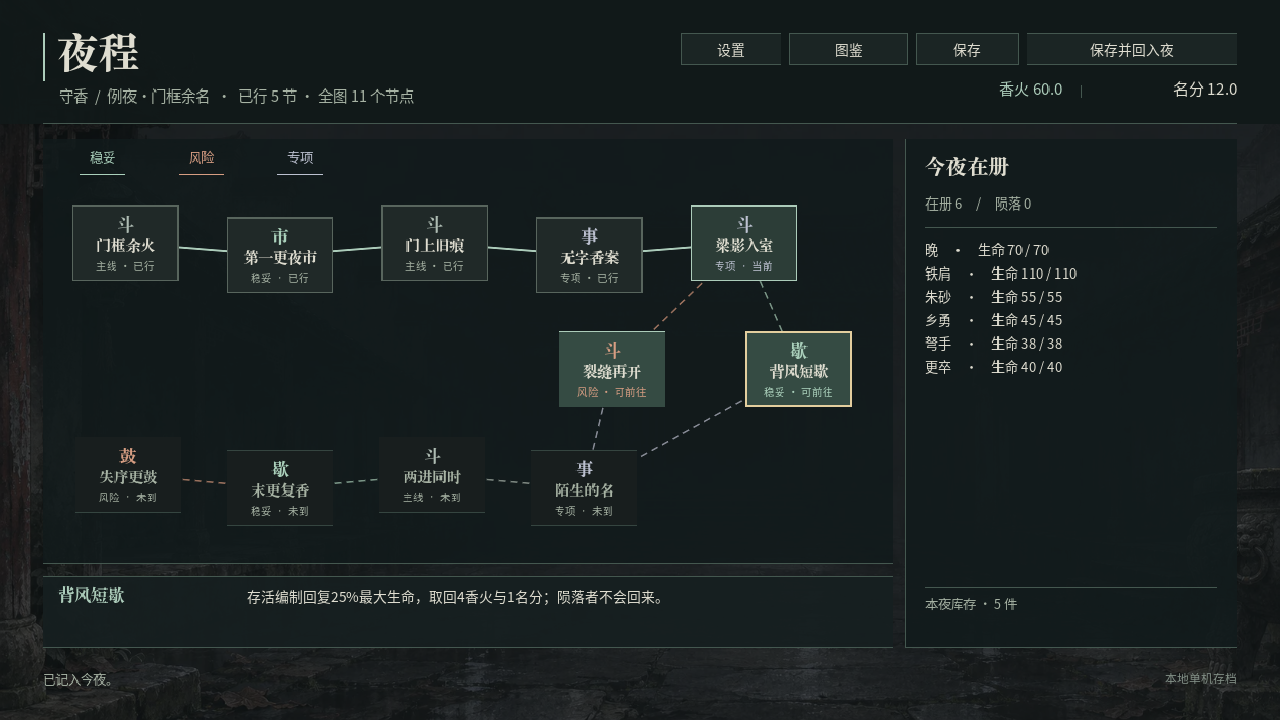 夜程
设置
图鉴
保存
保存并回入夜
守香 / 例夜·门框余名 · 已行 5 节 · 全图 11 个节点
香火 60.0
名分 12.0
稳妥
风险
专项
斗
门框余火
主线 · 已行
市
第一更夜市
稳妥 · 已行
斗
门上旧痕
主线 · 已行
事
无字香案
专项 · 已行
斗
梁影入室
专项 · 当前
斗
裂缝再开
风险 · 可前往
歇
背风短歇
稳妥 · 可前往
鼓
失序更鼓
风险 · 未到
歇
末更复香
稳妥 · 未到
斗
两进同时
主线 · 未到
事
陌生的名
专项 · 未到
背风短歇
存活编制回复25%最大生命，取回4香火与1名分；陨落者不会回来。
今夜在册
在册 6 / 陨落 0
晚 · 生命 70 / 70
铁肩 · 生命 110 / 110
朱砂 · 生命 55 / 55
乡勇 · 生命 45 / 45
弩手 · 生命 38 / 38
更卒 · 生命 40 / 40
本夜库存 · 5 件
已记入今夜。
本地单机存档